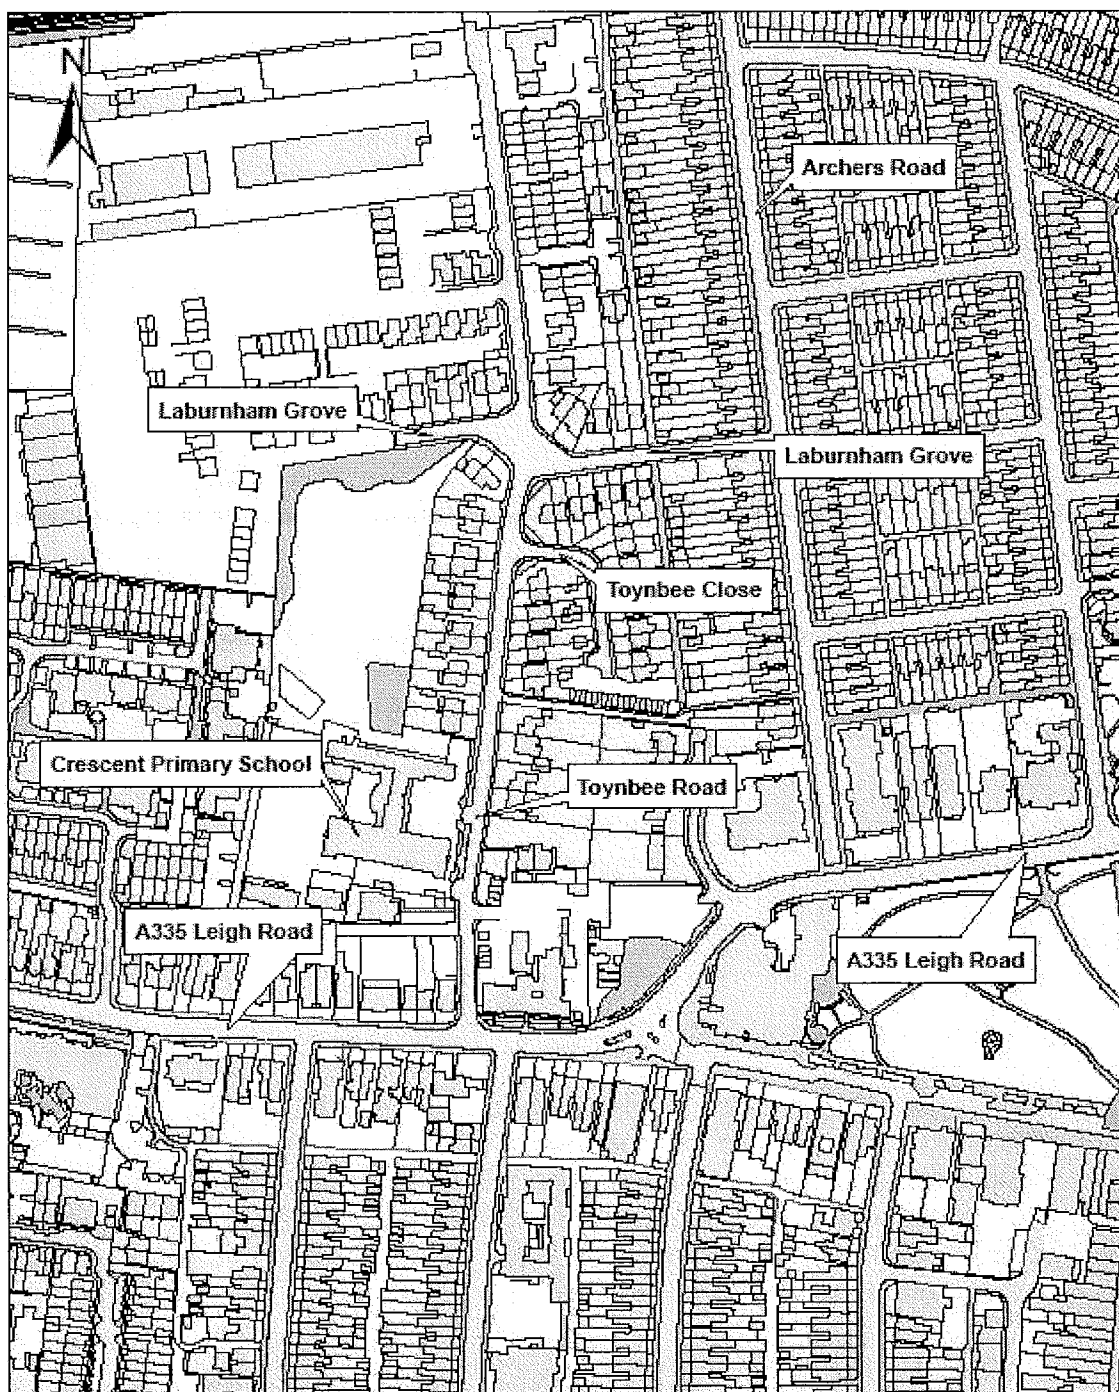 N
Archers Road
Laburnham Grove
Laburnham Grove
Toynbee Close
Crescent Primary School
Toynbee Road
A335 Leigh Road
A335 Leigh Road